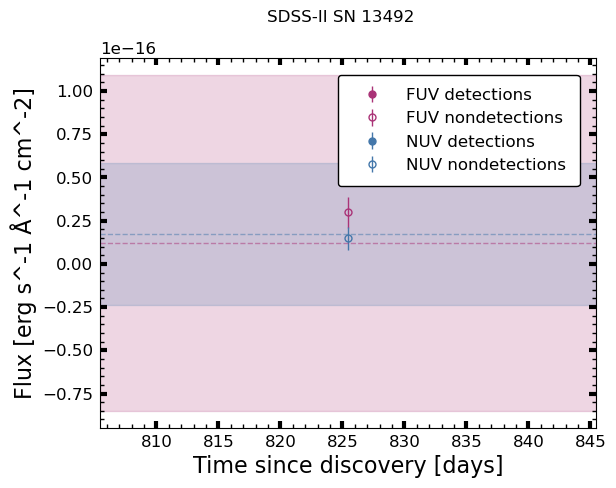 SDSS-II SN 13492
1e−16
FUV detections
FUV nondetections
NUV detections
NUV nondetections
1.00
0.75
0.50
0.25
0.00
−0.25
−0.50
−0.75
Flux [erg s^-1 Å^-1 cm^-2]
810 815 820 825 830 835 840 845
Time since discovery [days]